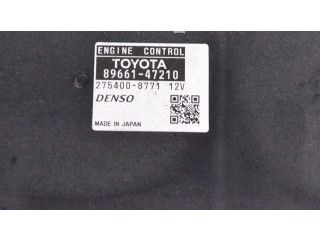 ENGINE CONTROL
TOYOTA
89661-47210
275400-8771 12V
DENSO
MADE IN JAPAN